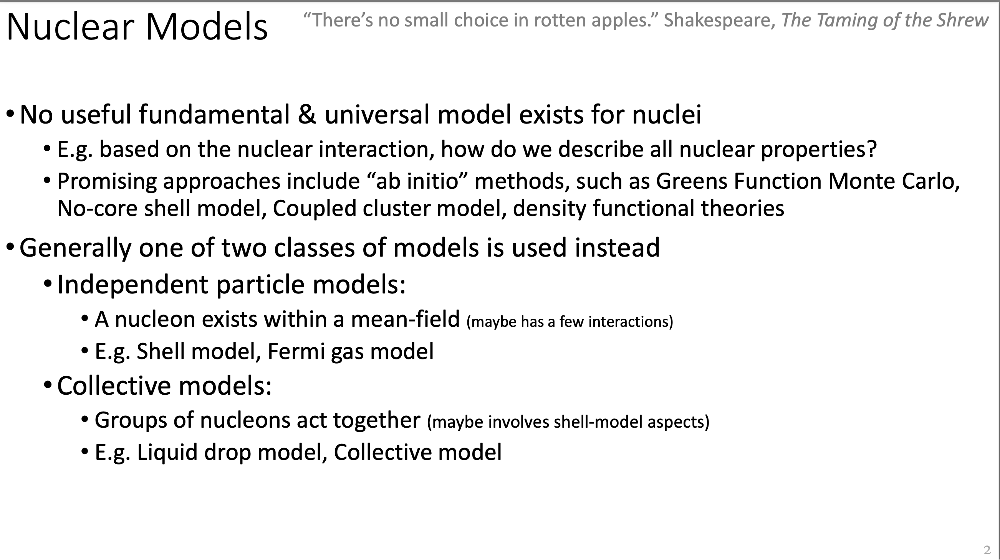 Nuclear Models
“There’s no small choice in rotten apples.” Shakespeare, The Taming of the Shrew
• No useful fundamental & universal model exists for nuclei
• E.g. based on the nuclear interaction, how do we describe all nuclear properties?
• Promising approaches include “ab initio” methods, such as Greens Function Monte Carlo,
No-core shell model, Coupled cluster model, density functional theories
• Generally one of two classes of models is used instead
• Independent particle models:
• A nucleon exists within a mean-field (maybe has a few interactions)
• E.g. Shell model, Fermi gas model
• Collective models:
• Groups of nucleons act together (maybe involves shell-model aspects)
• E.g. Liquid drop model, Collective model
2